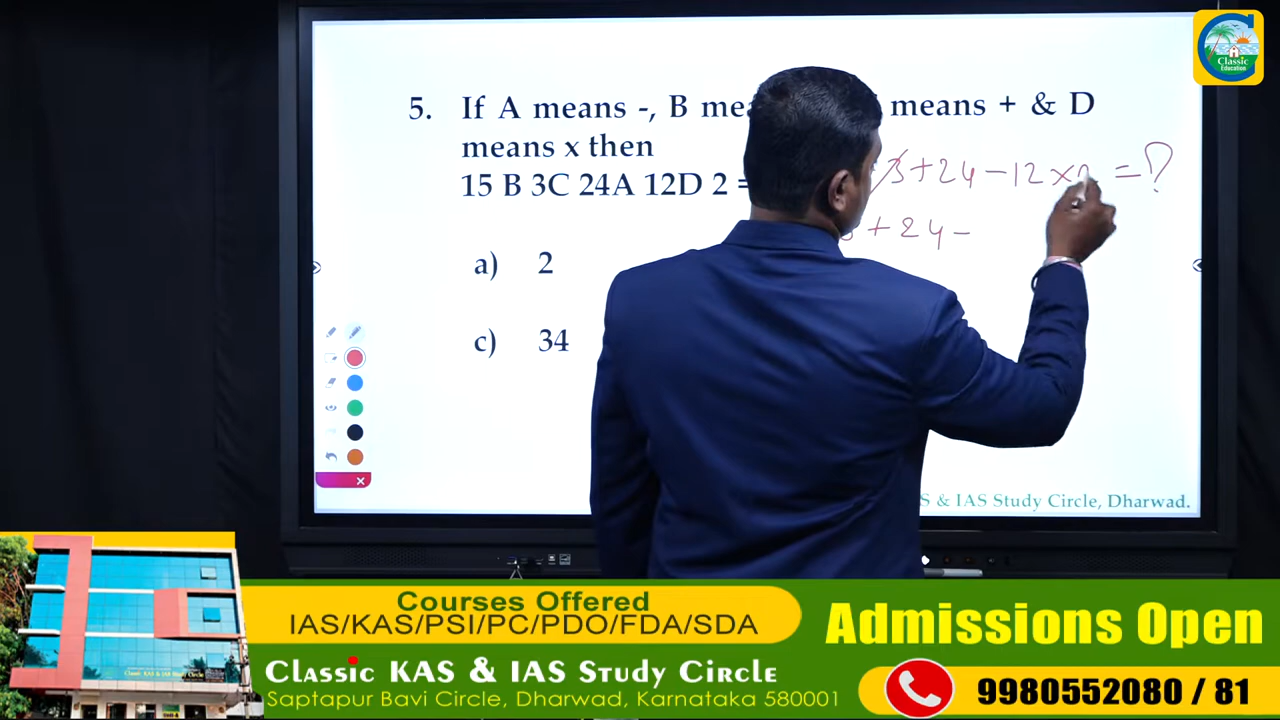 Classic
Education
5. If A means -, B means + & D
means x then
15 B 3C 24A 12D 2 =
3+24-12×2 =?
+ 24 -
a) 2
c) 34
& IAS Study Circle, Dharwad.
Courses Offered
IAS/KAS/PSI/PC/PDO/FDA/SDA
Admissions Open
Classic KAS & IAS Study Circle
Saptapur Bavi Circle, Dharwad, Karnataka 580001
9980552080 / 81